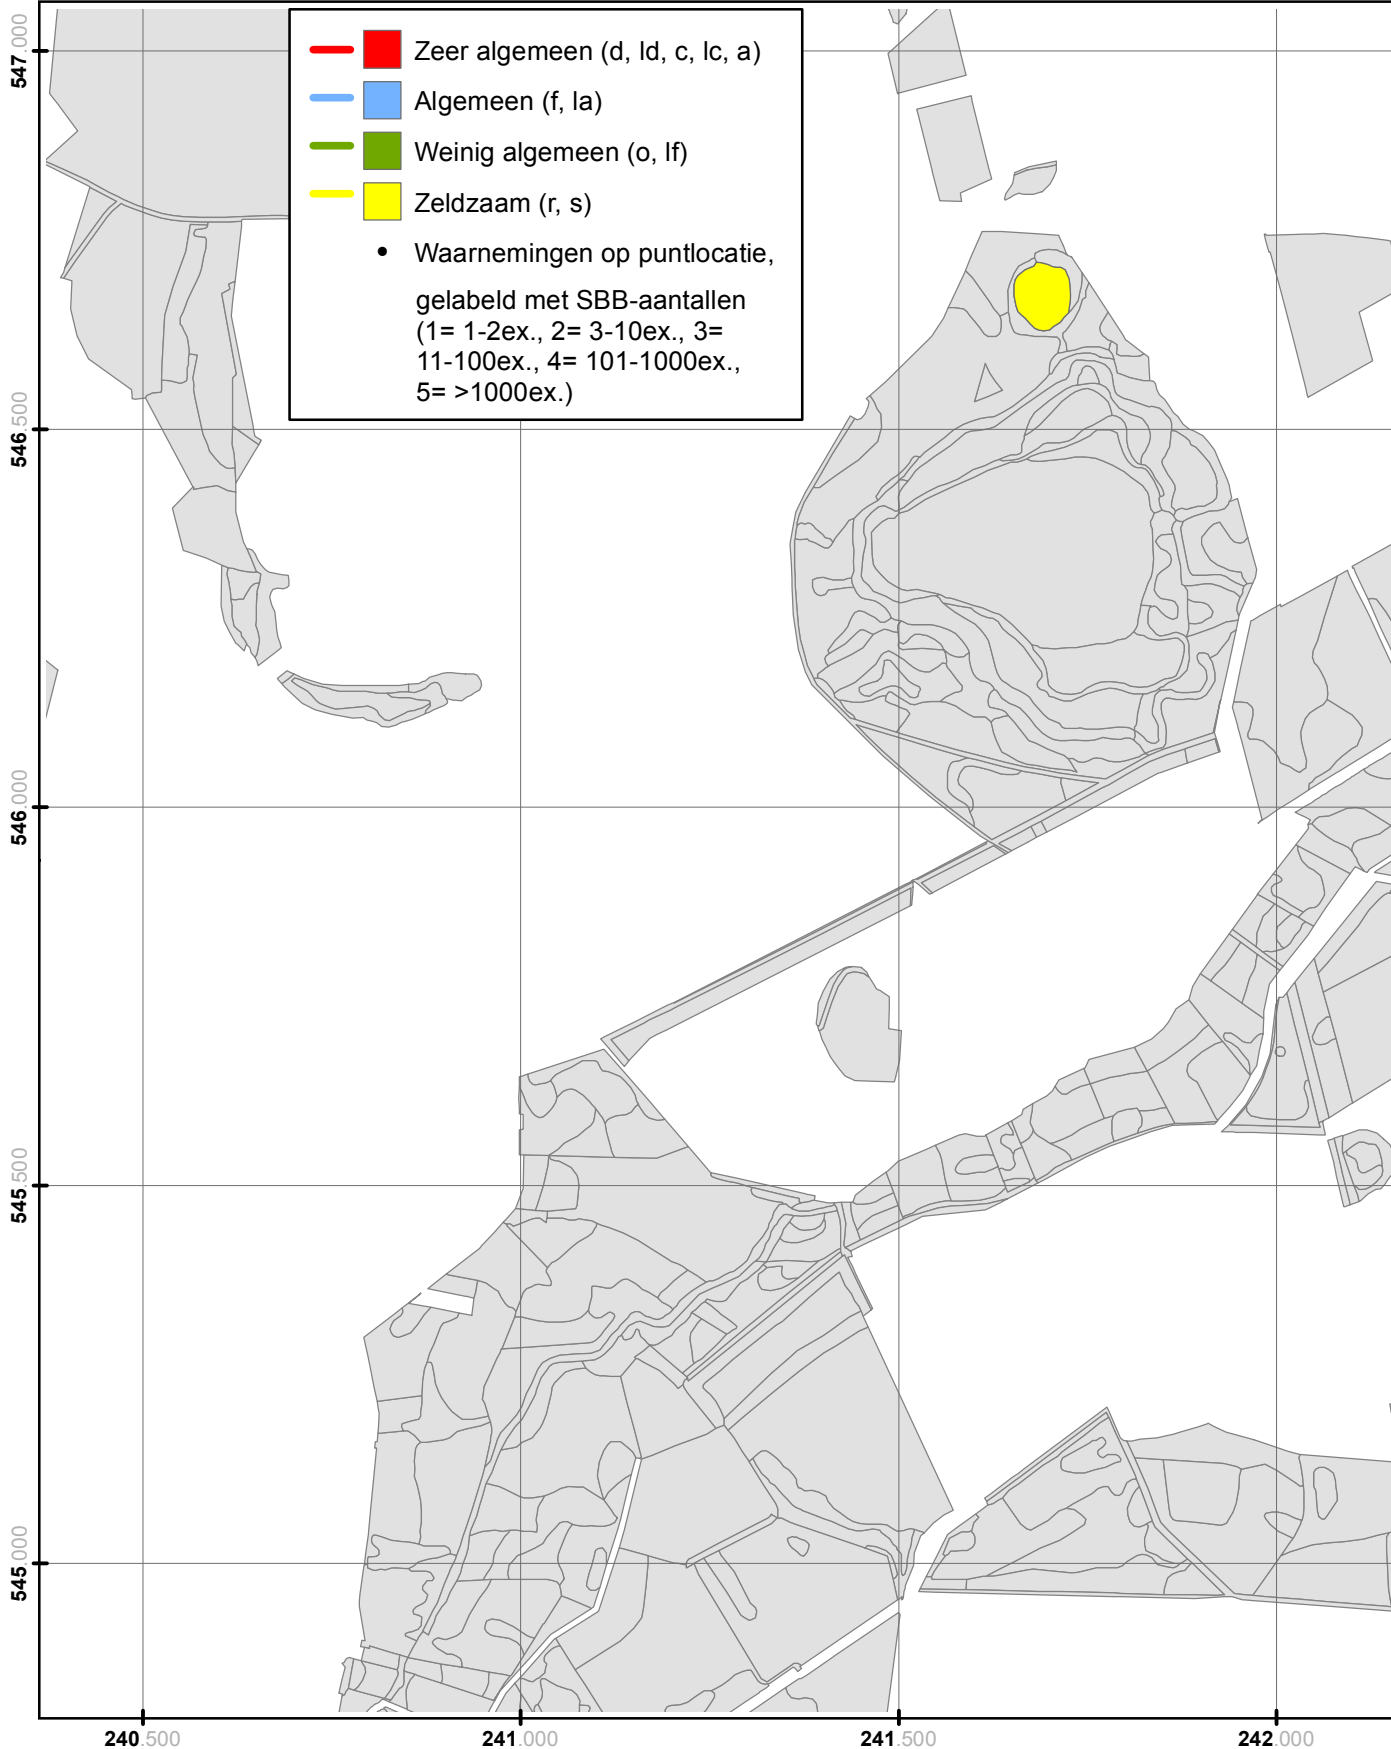 Zeer algemeen (d, ld, c, lc, a)
Algemeen (f, la)
Weinig algemeen (o, lf)
Zeldzaam (r, s)
Waarnemingen op puntlocatie,
gelabeld met SBB-aantallen
(1= 1-2ex., 2= 3-10ex., 3=
11-100ex., 4= 101-1000ex.,
5= >1000ex.)
547.000
546.500
546.000
545.500
545.000
240.500
241.000
241.500
242.000